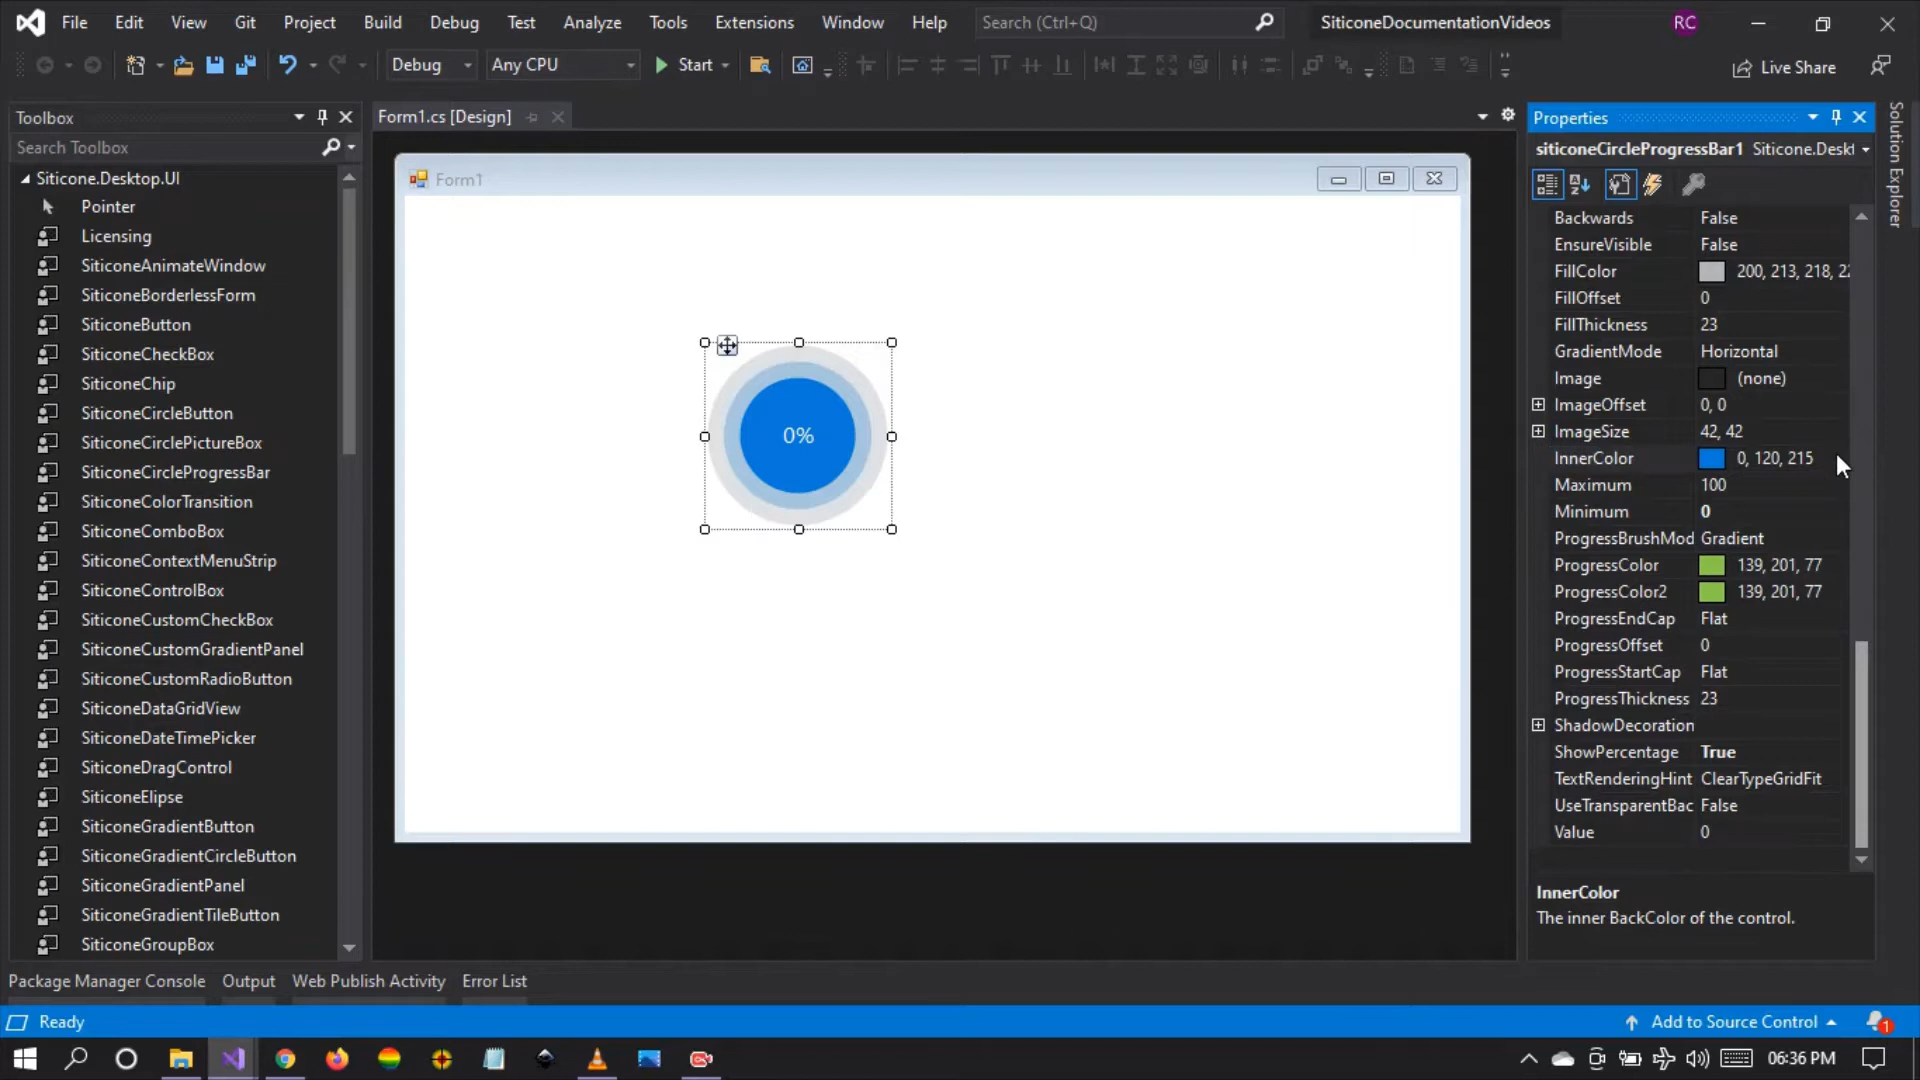 File Edit View Git Project Build Debug Test Analyze Tools Extensions Window Help Search (Ctrl+Q) SiticoneDocumentationVideos RC
Debug Any CPU Start Live Share
Toolbox
Search Toolbox
Siticone.Desktop.UI
Pointer
Licensing
SiticoneAnimateWindow
SiticoneBorderlessForm
SiticoneButton
SiticoneCheckBox
SiticoneChip
SiticoneCircleButton
SiticoneCirclePictureBox
SiticoneCircleProgressBar
SiticoneColorTransition
SiticoneComboBox
SiticoneContextMenuStrip
SiticoneControlBox
SiticoneCustomCheckBox
SiticoneCustomGradientPanel
SiticoneCustomRadioButton
SiticoneDataGridView
SiticoneDateTimePicker
SiticoneDragControl
SiticoneElipse
SiticoneGradientButton
SiticoneGradientCircleButton
SiticoneGradientPanel
SiticoneGradientTileButton
SiticoneGroupBox
Form1.cs [Design]
Form1
0%
Properties
siticoneCircleProgressBar1 Siticone.Deskt
Backwards False
EnsureVisible False
FillColor 200, 213, 218, 22
FillOffset 0
FillThickness 23
GradientMode Horizontal
Image (none)
ImageOffset 0, 0
ImageSize 42, 42
InnerColor 0, 120, 215
Maximum 100
Minimum 0
ProgressBrushMod Gradient
ProgressColor 139, 201, 77
ProgressColor2 139, 201, 77
ProgressEndCap Flat
ProgressOffset 0
ProgressStartCap Flat
ProgressThickness 23
ShadowDecoration
ShowPercentage True
TextRenderingHint ClearTypeGridFit
UseTransparentBac False
Value 0
InnerColor
The inner BackColor of the control.
Solution Explorer
Package Manager Console Output Web Publish Activity Error List
Ready Add to Source Control 1
06:36 PM